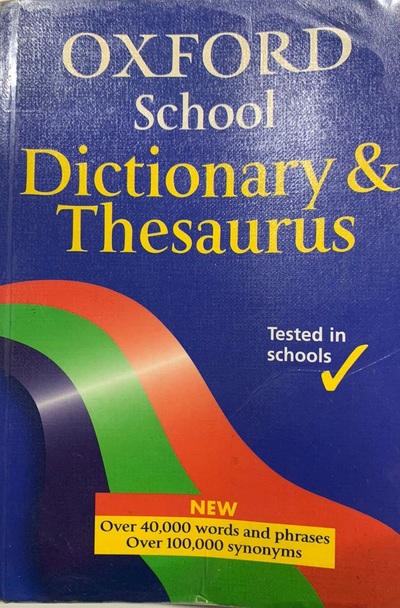 OXFORD
School
Dictionary &
Thesaurus
Tested in
schools
NEW
Over 40,000 words and phrases
Over 100,000 synonyms